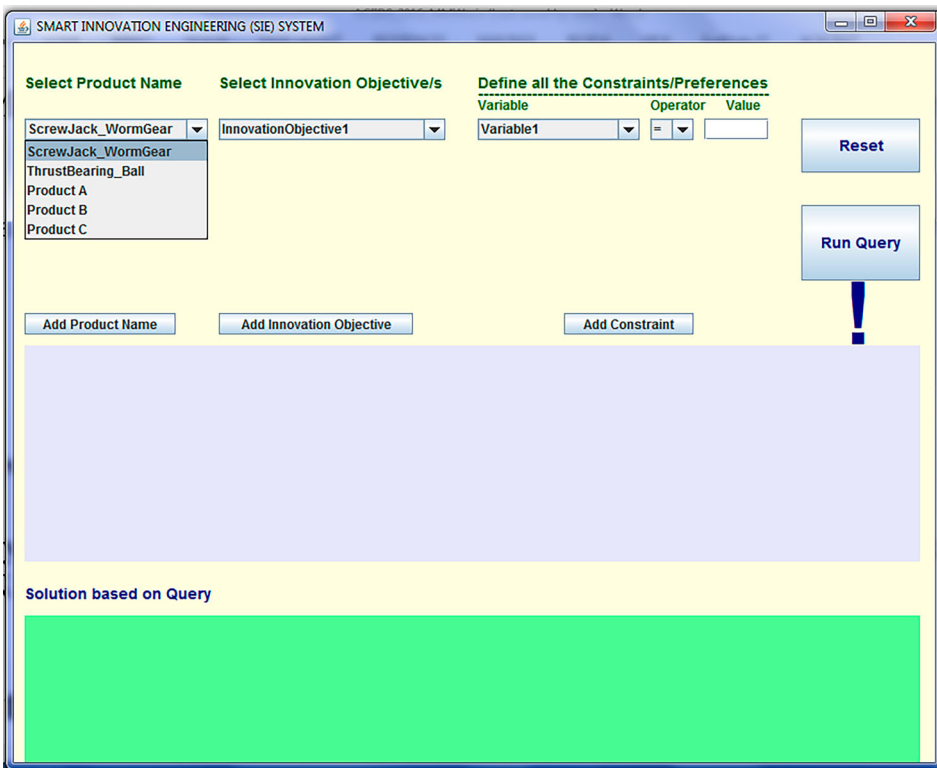 SMART INNOVATION ENGINEERING (SIE) SYSTEM
Select Product Name
Select Innovation Objective/s
Define all the Constraints/Preferences
Variable Operator Value
ScrewJack_WormGear
InnovationObjective1
Variable1
=
ScrewJack_WormGear
ThrustBearing_Ball
Product A
Product B
Product C
Reset
Run Query
!
Add Product Name
Add Innovation Objective
Add Constraint
Solution based on Query